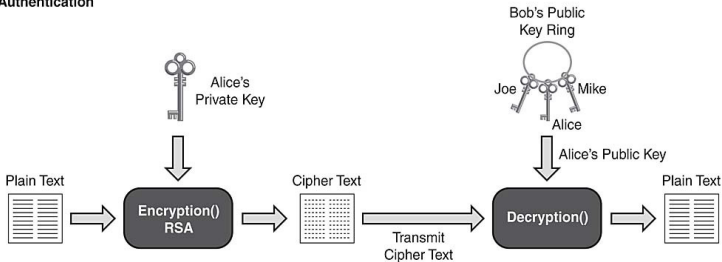 Authentication
Bob's Public
Key Ring
Alice's
Private Key
Joe
Mike
Alice
Alice's Public Key
Plain Text
Cipher Text
Plain Text
Encryption()
RSA
Decryption()
Transmit
Cipher Text